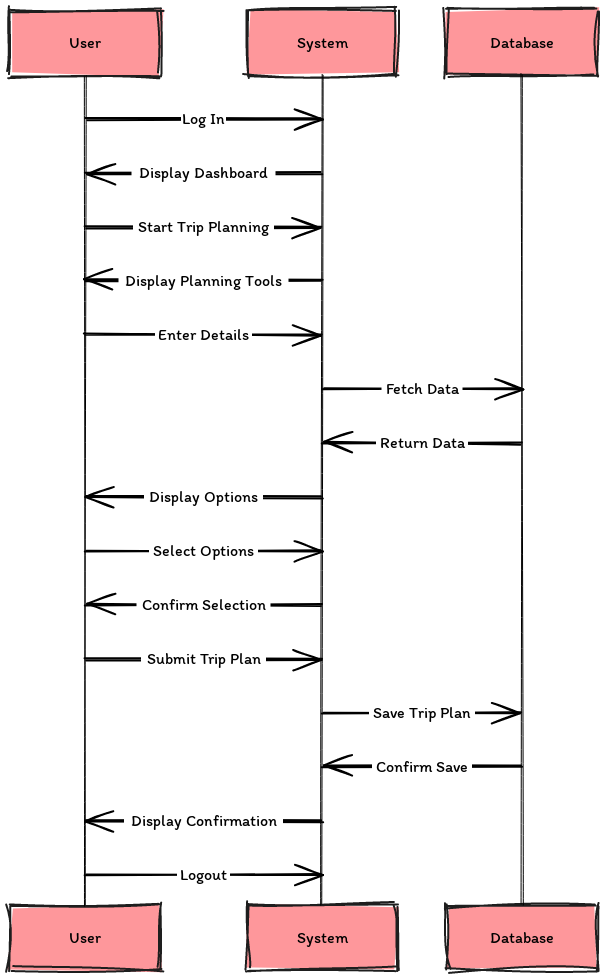 User
System
Database
Log In
Display Dashboard
Start Trip Planning
Display Planning Tools
Enter Details
Fetch Data
Return Data
Display Options
Select Options
Confirm Selection
Submit Trip Plan
Save Trip Plan
Confirm Save
Display Confirmation
Logout
User
System
Database